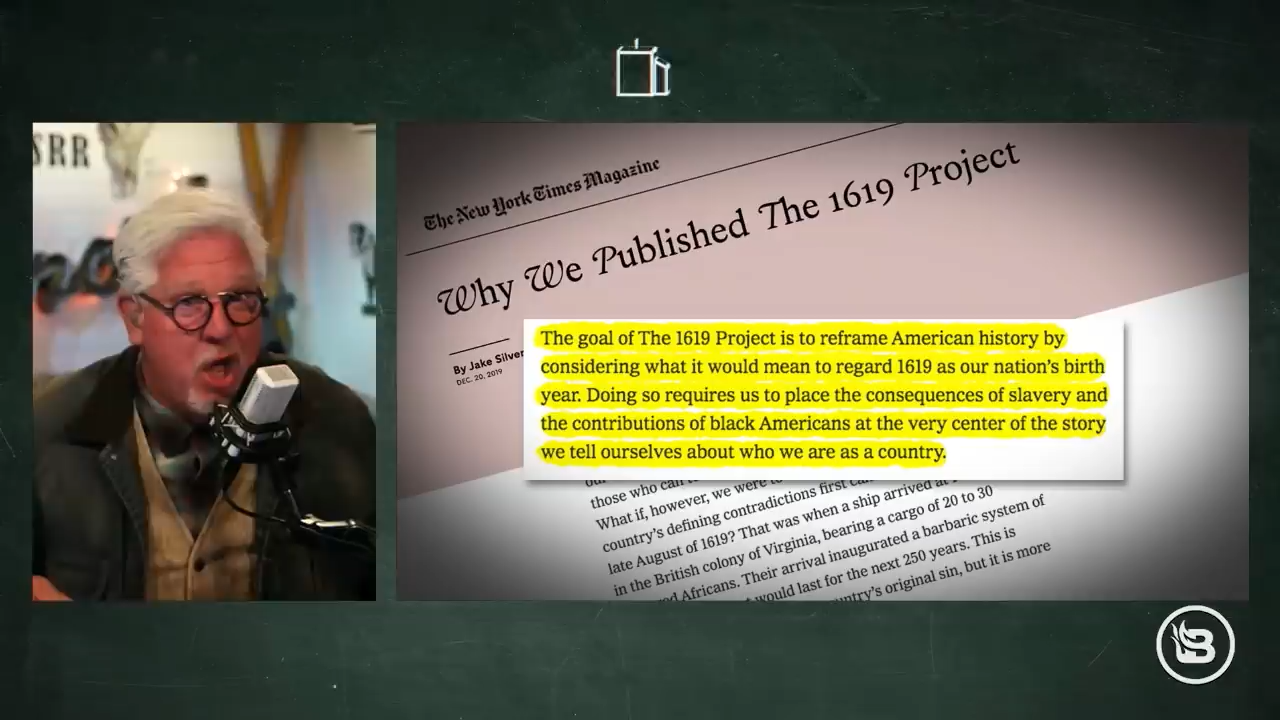 SRR
The New York Times Magazine
Why We Published The 1619 Project
By Jake Silver
DEC. 20, 2019
The goal of The 1619 Project is to reframe American history by
considering what it would mean to regard 1619 as our nation's birth
year. Doing so requires us to place the consequences of slavery and
the contributions of black Americans at the very center of the story
we tell ourselves about who we are as a country.
those who call
What if, however, we were
country's defining contradictions first
late August of 1619? That was when a ship arrived at
in the British colony of Virginia, bearing a cargo of 20 to 30
Africans. Their arrival inaugurated a barbaric system of
would last for the next 250 years. This is
original sin, but it is more
B